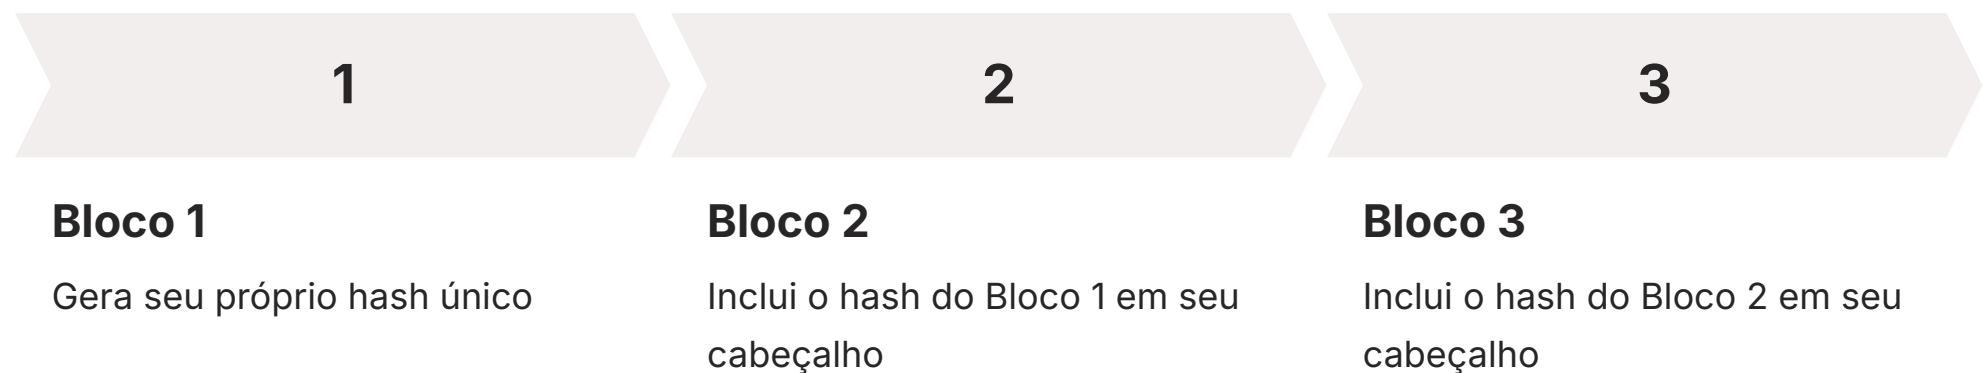 1
2
3
Bloco 1
Gera seu próprio hash único
Bloco 2
Inclui o hash do Bloco 1 em seu
cabeçalho
Bloco 3
Inclui o hash do Bloco 2 em seu
cabeçalho